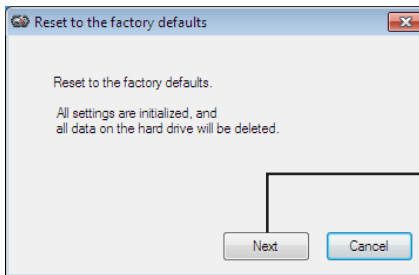 Reset to the factory defaults
Reset to the factory defaults.
All settings are initialized, and
all data on the hard drive will be deleted.
Next
Cancel